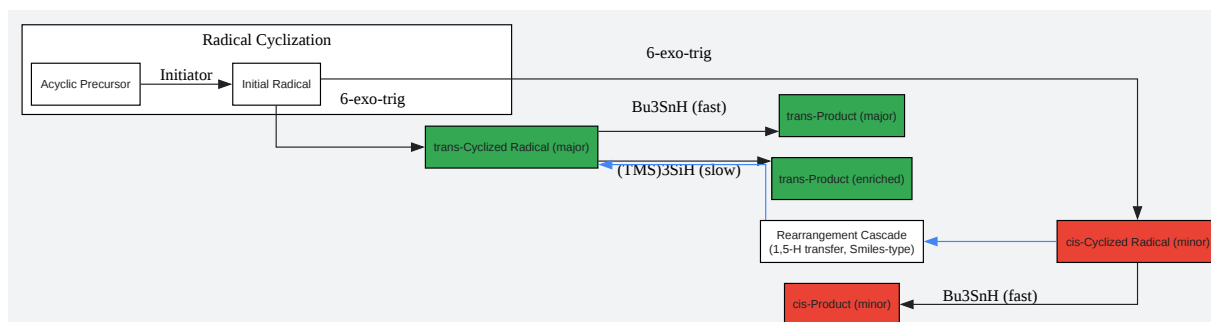 Radical Cyclization
6-exo-trig
Acyclic Precursor
Initiator
Initial Radical
6-exo-trig
Bu3SnH (fast)
trans-Product (major)
trans-Cyclized Radical (major)
(TMS)3SiH (slow)
trans-Product (enriched)
Rearrangement Cascade
(1,5-H transfer, Smiles-type)
cis-Cyclized Radical (minor)
cis-Product (minor)
Bu3SnH (fast)